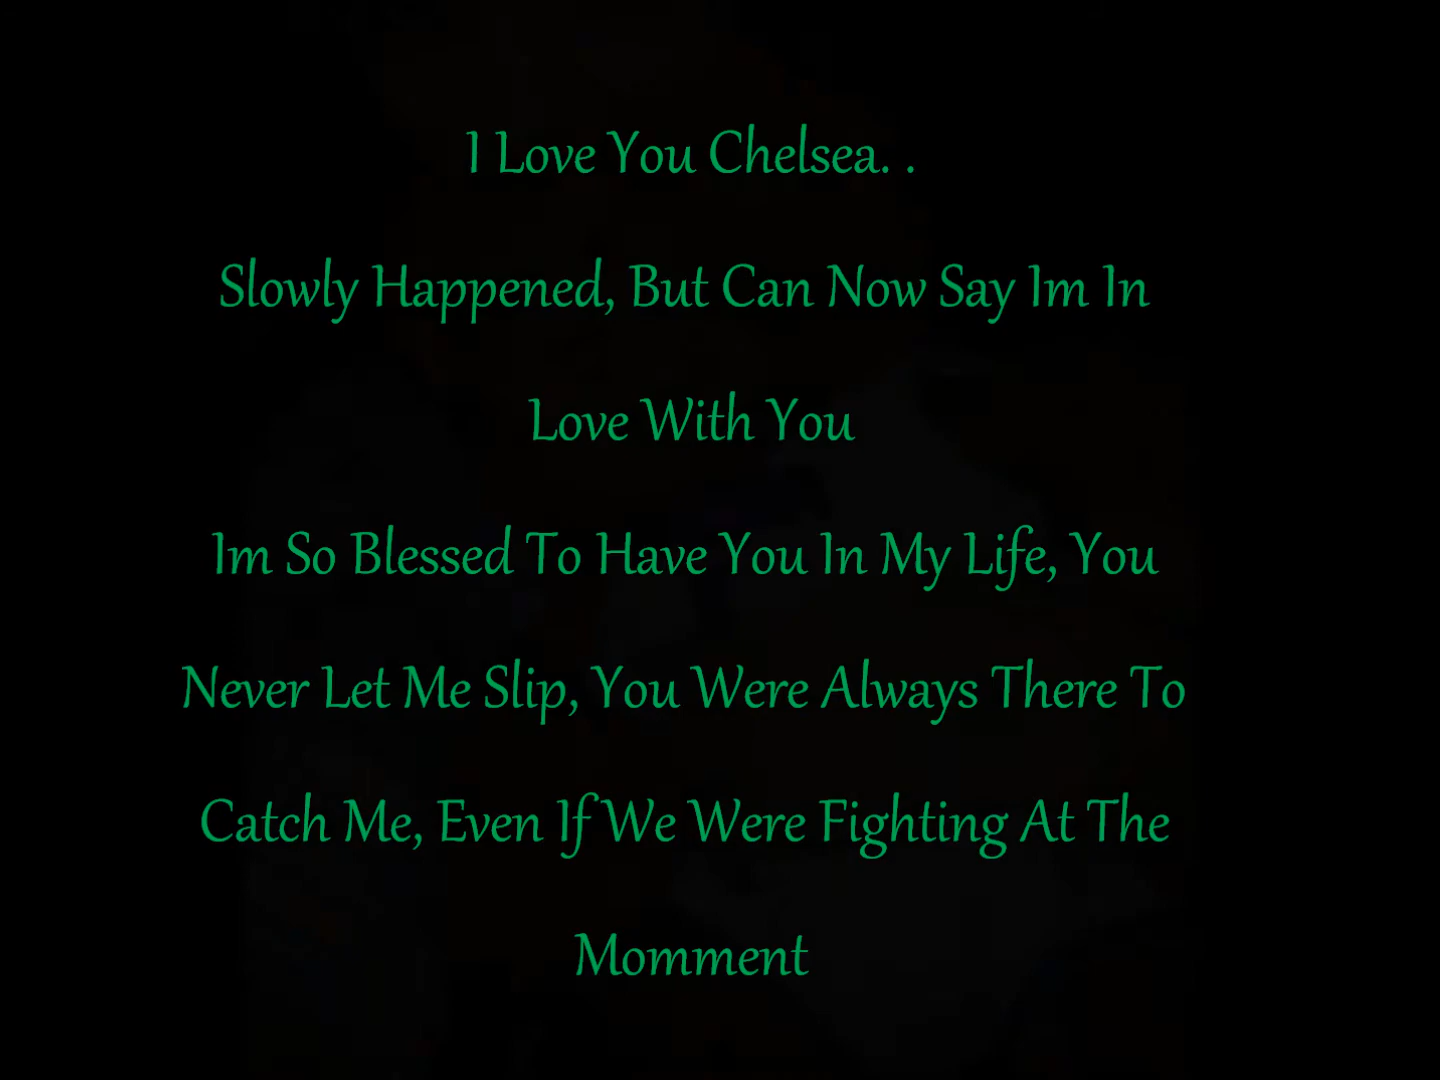 I Love You Chelsea. .
Slowly Happened, But Can Now Say Im In
Love With You
Im So Blessed To Have You In My Life, You
Never Let Me Slip, You Were Always There To
Catch Me, Even If We Were Fighting At The
Momment